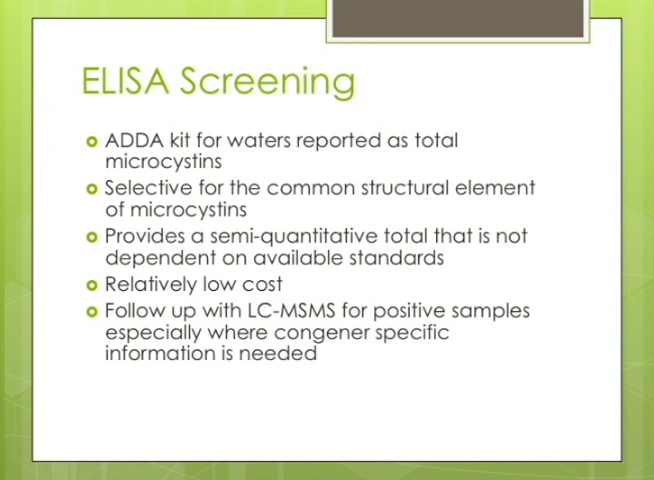 ELISA Screening
ADDA kit for waters reported as total
microcystins
Selective for the common structural element
of microcystins
Provides a semi-quantitative total that is not
dependent on available standards
Relatively low cost
Follow up with LC-MSMS for positive samples
especially where congener specific
information is needed